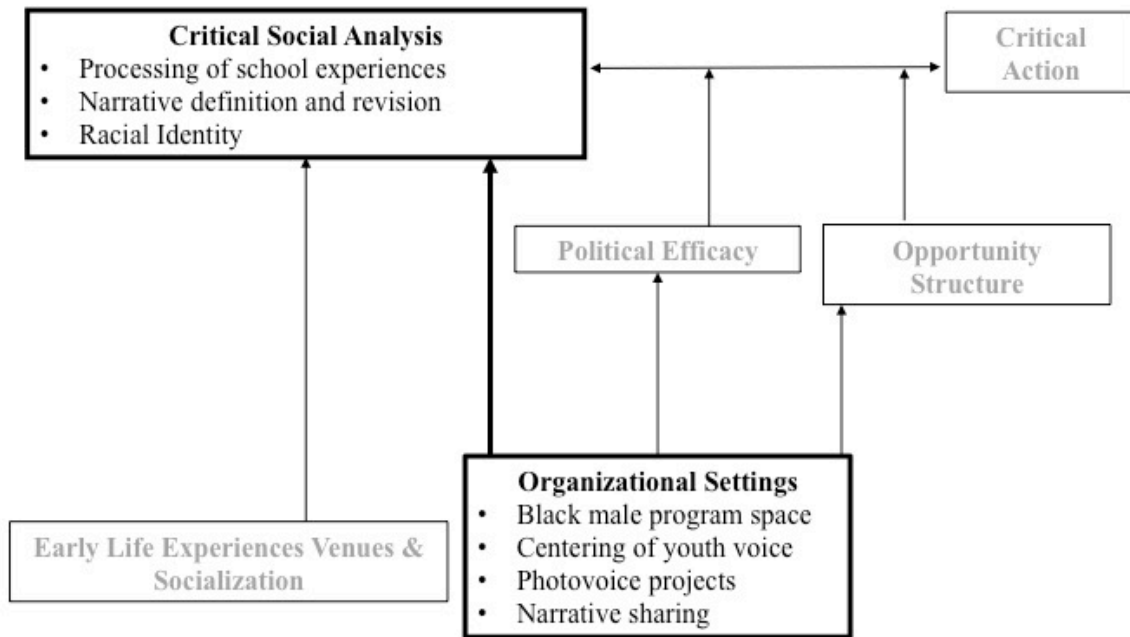 Critical Social Analysis
• Processing of school experiences
• Narrative definition and revision
• Racial Identity
Critical
Action
Political Efficacy
Opportunity
Structure
Organizational Settings
• Black male program space
• Centering of youth voice
• Photovoice projects
• Narrative sharing
Early Life Experiences Venues &
Socialization